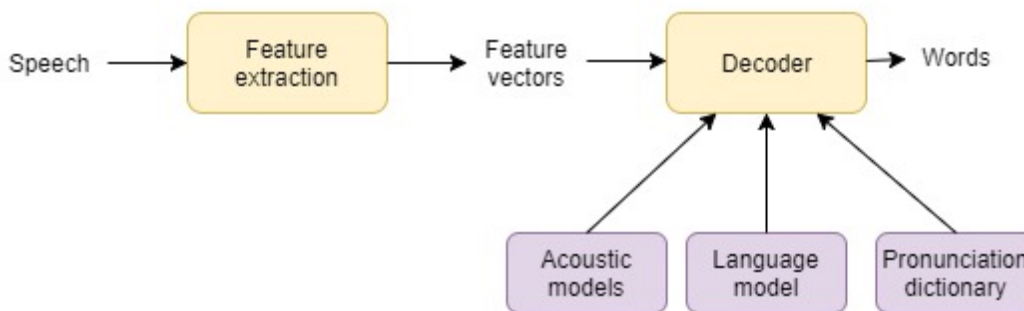 Speech
Feature
extraction
Feature
vectors
Decoder
Words
Acoustic
models
Language
model
Pronunciation
dictionary